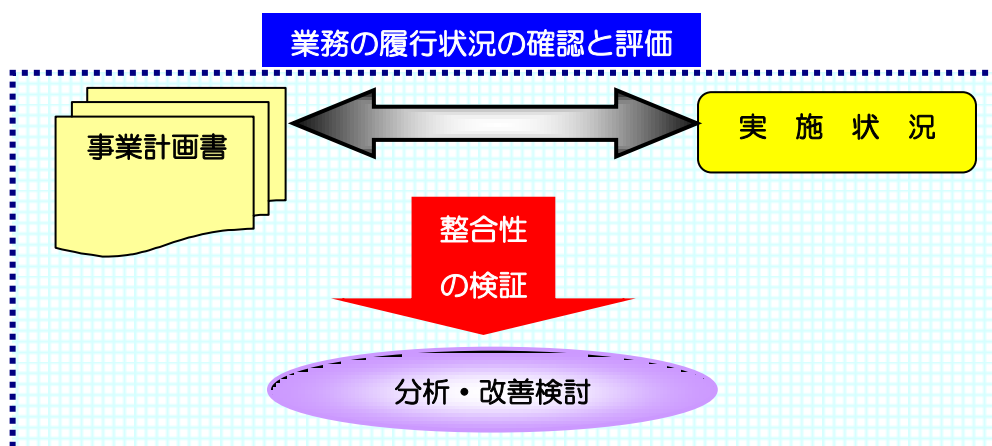 業務の履行状況の確認と評価
事業計画書
実　施　状　況
整合性
の検証
分析・改善検討